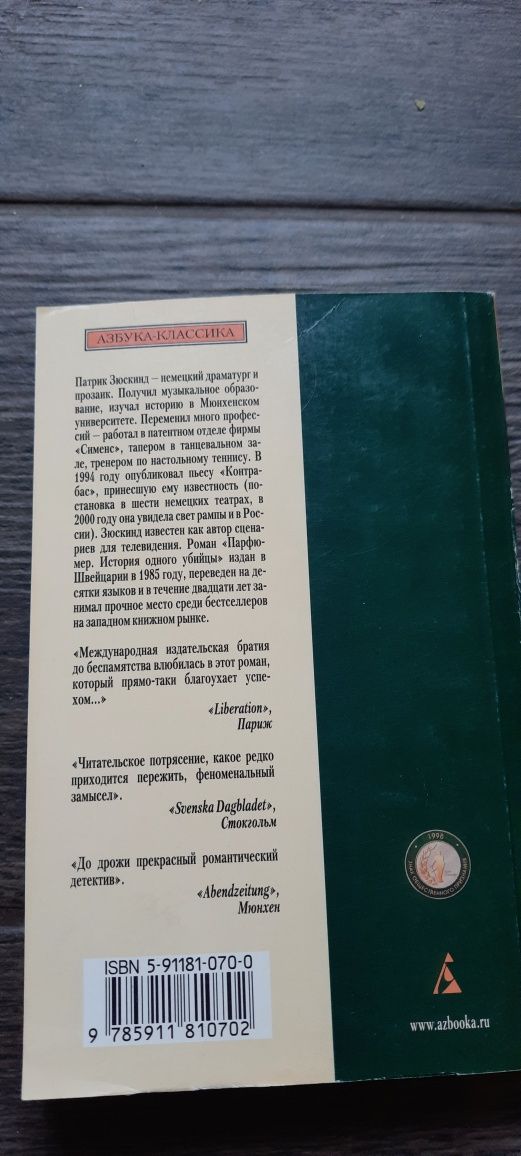 АЗБУКА-КЛАССИКА
Патрик Зюскинд – немецкий драматург и
прозаик. Получил музыкальное образо-
вание, изучал историю в Мюнхенском
университете. Переменил много профес-
сий – работал в патентном отделе фирмы
«Сименс», тапером в танцевальном за-
ле, тренером по настольному теннису. В
1994 году опубликовал пьесу «Контра-
бас», принесшую ему известность (по-
становка в шести немецких театрах, в
2000 году она увидела свет рампы и в Рос-
сии). Зюскинд известен как автор сцена-
риев для телевидения. Роман «Парфю-
мер. История одного убийцы» издан в
Швейцарии в 1985 году, переведен на де-
сятки языков и в течение двадцати лет за-
нимал прочное место среди бестселлеров
на западном книжном рынке.
«Международная издательская братия
до беспамятства влюбилась в этот роман,
который прямо-таки благоухает успе-
хом...»
«Liberation»,
Париж
«Читательское потрясение, какое редко
приходится пережить, феноменальный
замысел».
«Svenska Dagbladet»,
Стокгольм
«До дрожи прекрасный романтический
детектив».
«Abendzeitung»,
Мюнхен
1998
ЗНАК ОБЩЕСТВЕННОГО ПРИЗНАНИЯ
ISBN 5-91181-070-0
9 785911 810702
www.azbooka.ru